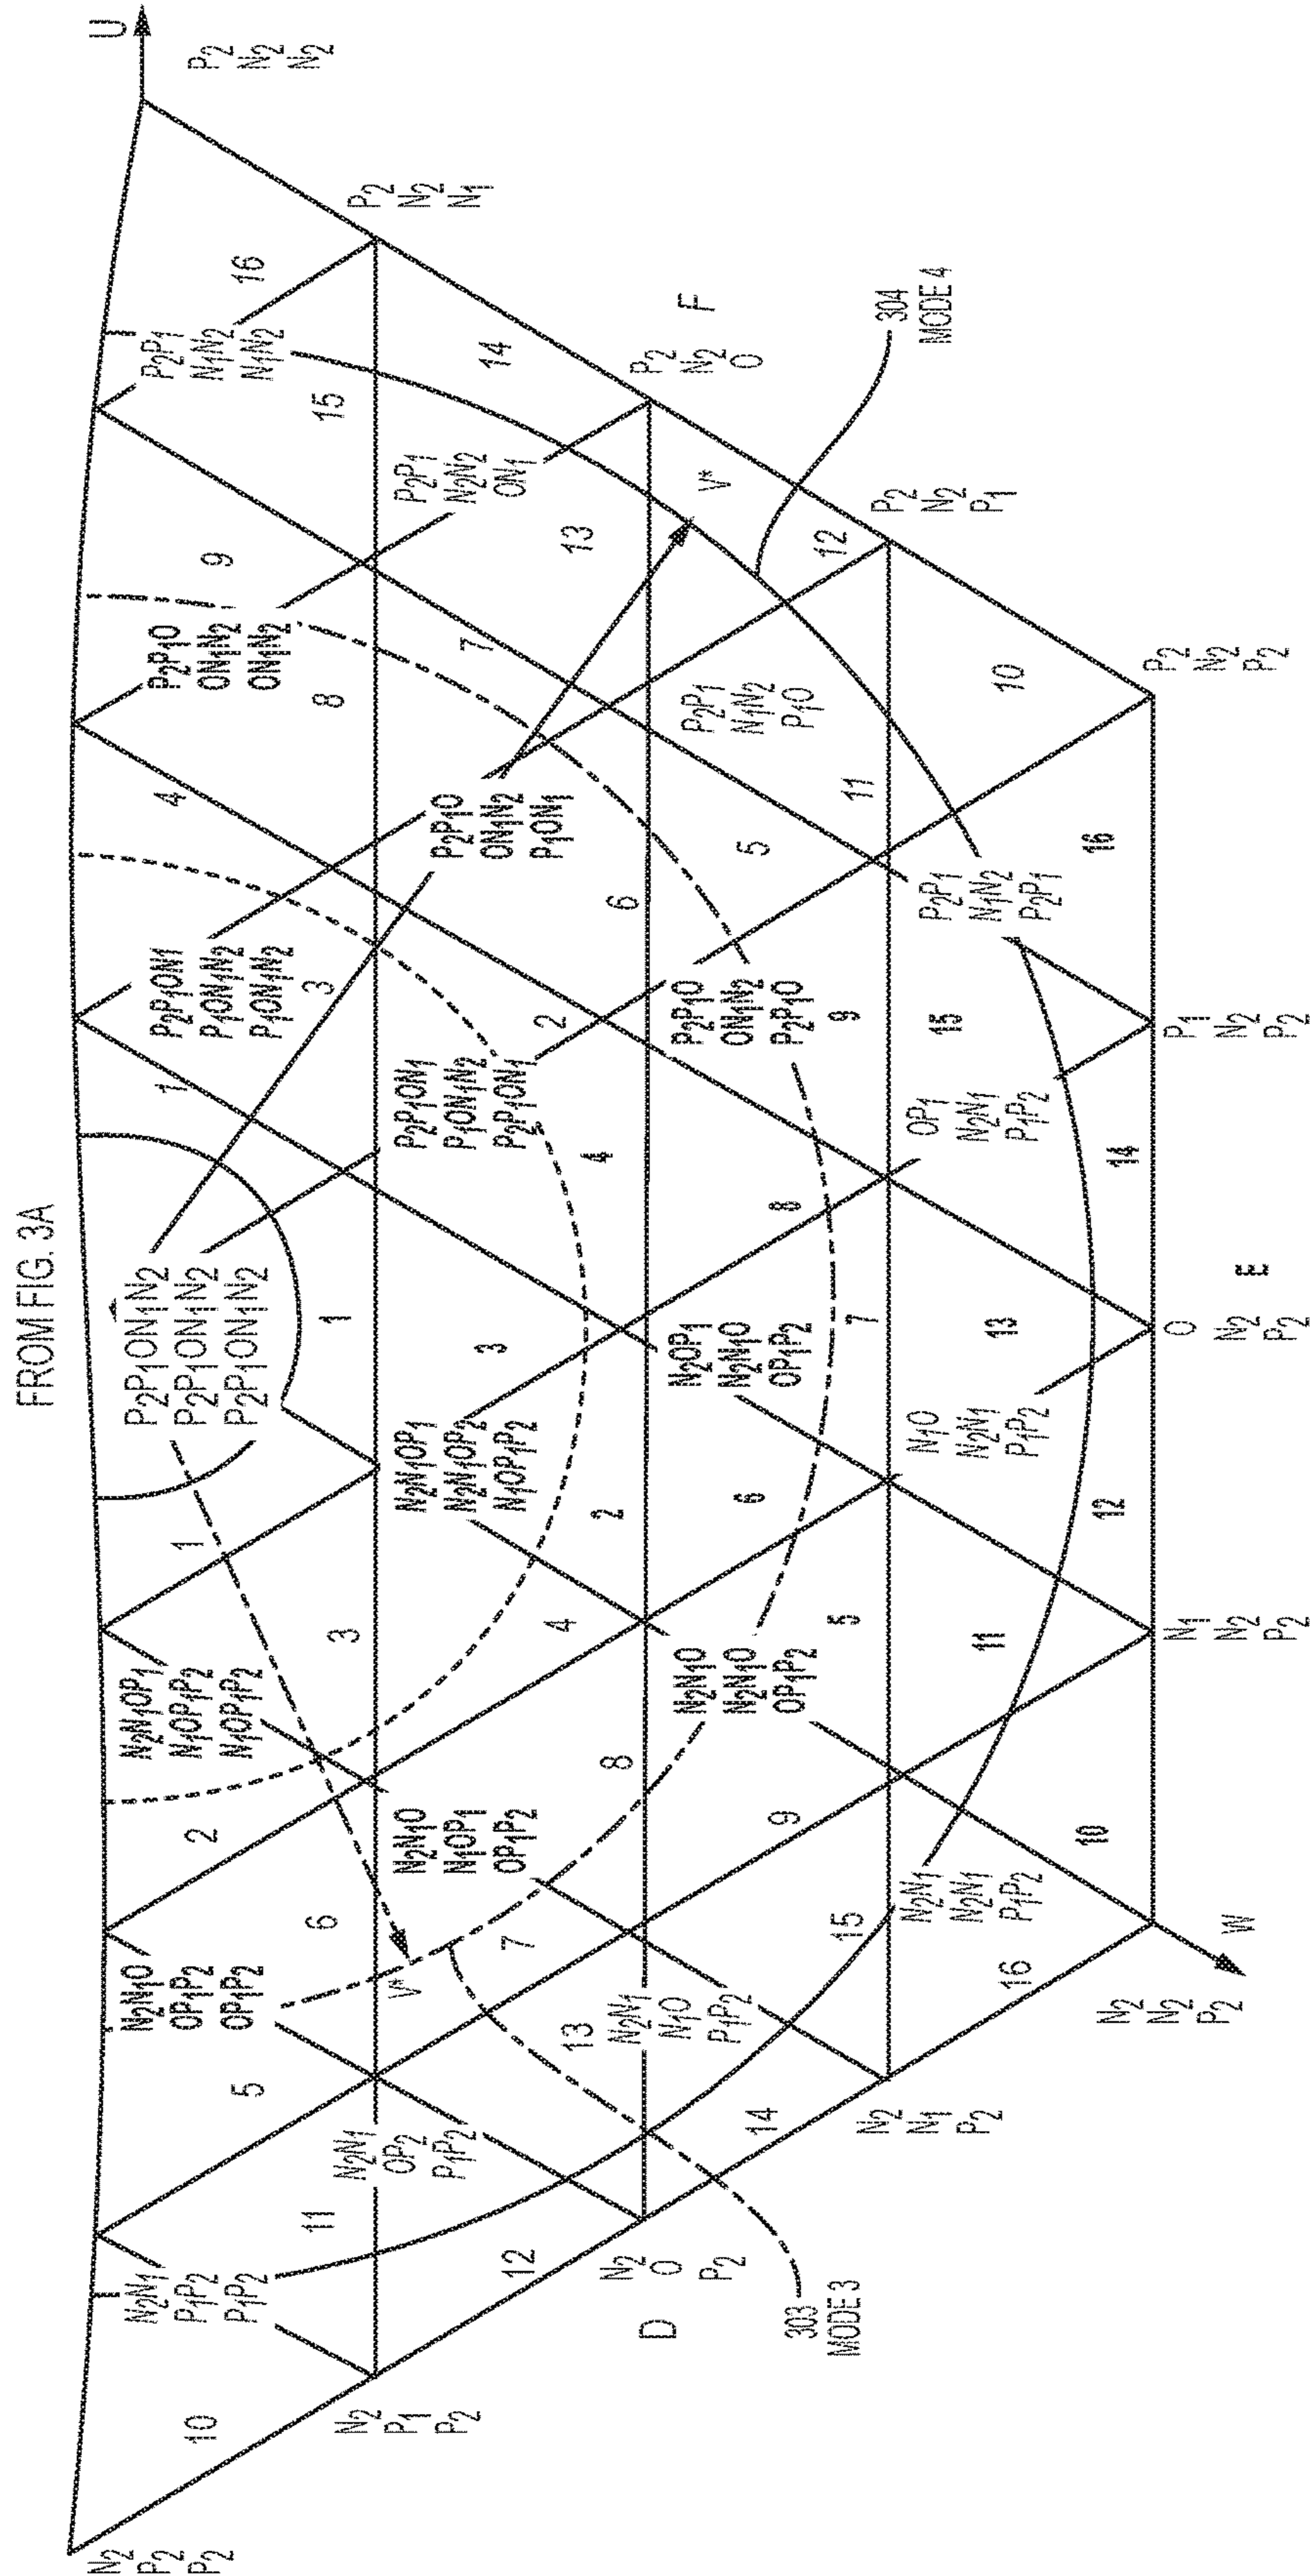 FROM FIG. 3A
U
P₂
N₂
N₂
N₂
P₂
P₂
10
N₂N₁
P₁P₂
P₁P₂
5
N₂N₁O
OP₁P₂
OP₁P₂
2
N₂N₁OP₁
N₁OP₁P₂
N₁OP₁P₂
1
P₂P₁ON₁N₂
P₂P₁ON₁N₂
P₂P₁ON₁N₂
1
P₂P₁ON₁
P₁ON₁N₂
P₁ON₁N₂
4
P₂P₁O
ON₁N₂
ON₁N₂
9
P₂P₁
N₁N₂
N₁N₂
16
11
6
3
1
3
8
15
N₂
P₁
P₂
P₂
N₂
N₁
N₂N₁
OP₂
P₁P₂
V*
N₂N₁O
N₁OP₁
OP₁P₂
N₂N₁OP₁
N₂N₁OP₂
N₁OP₁P₂
P₂P₁ON₁
P₁ON₁N₂
P₂P₁ON₁
P₂P₁O
ON₁N₂
P₁ON₁
P₂P₁
N₂N₂
ON₁
12
7
4
3
2
7
14
13
2
4
13
N₂
O
P₂
N₂N₁
N₁O
P₁P₂
8
6
P₂
N₂
O
D
N₂N₁O
N₂N₁O
OP₁P₂
N₂OP₁
N₂N₁O
OP₁P₂
P₂P₁O
ON₁N₂
P₂P₁O
P₂P₁
N₁N₂
P₁O
V*
F
14
9
6
8
5
303
MODE 3
15
5
7
9
11
12
N₂
N₁
P₂
P₂
N₂
P₁
304
MODE 4
N₂N₁
N₂N₁
P₁P₂
N₁O
N₂N₁
P₁P₂
OP₁
N₂N₁
P₁P₂
P₂P₁
N₁N₂
P₂P₁
16
11
13
15
10
10
12
14
16
N₂
N₂
P₂
N₁
N₂
P₂
O
N₂
P₂
P₁
N₂
P₂
P₂
N₂
P₂
W
E